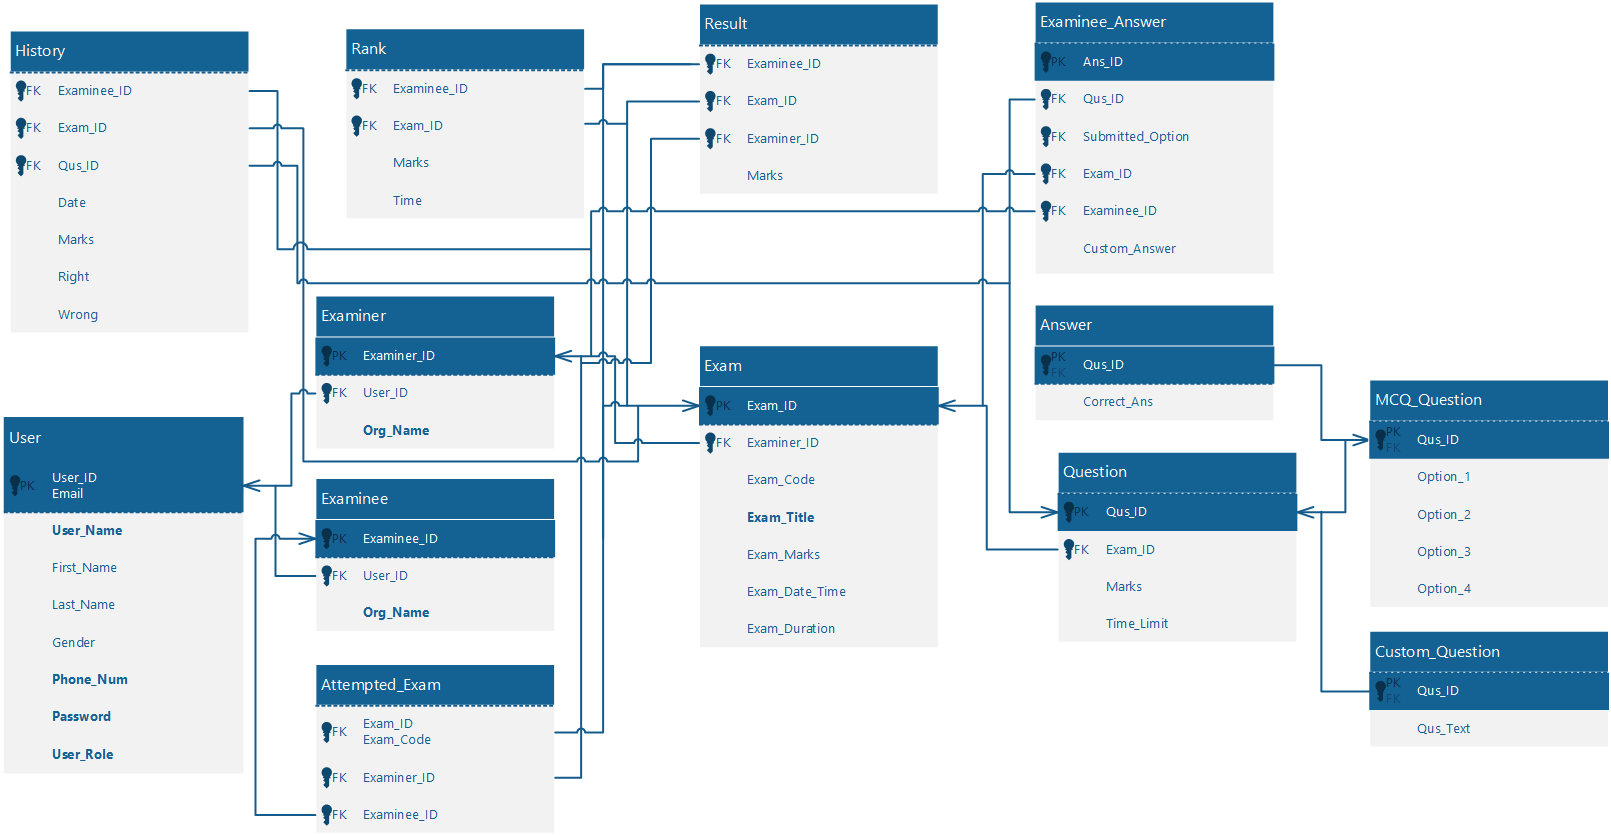 History
FK Examinee_ID
FK Exam_ID
FK Qus_ID
Date
Marks
Right
Wrong
Rank
FK Examinee_ID
FK Exam_ID
Marks
Time
Result
FK Examinee_ID
FK Exam_ID
FK Examiner_ID
Marks
Examinee_Answer
PK Ans_ID
FK Qus_ID
FK Submitted_Option
FK Exam_ID
FK Examinee_ID
Custom_Answer
Examiner
PK Examiner_ID
FK User_ID
Org_Name
User
PK User_ID
Email
User_Name
First_Name
Last_Name
Gender
Phone_Num
Password
User_Role
Examinee
PK Examinee_ID
FK User_ID
Org_Name
Attempted_Exam
FK Exam_ID
Exam_Code
FK Examiner_ID
FK Examinee_ID
Exam
PK Exam_ID
FK Examiner_ID
Exam_Code
Exam_Title
Exam_Marks
Exam_Date_Time
Exam_Duration
Answer
PK
FK Qus_ID
Correct_Ans
Question
PK Qus_ID
FK Exam_ID
Marks
Time_Limit
MCQ_Question
PK
FK Qus_ID
Option_1
Option_2
Option_3
Option_4
Custom_Question
PK
FK Qus_ID
Qus_Text